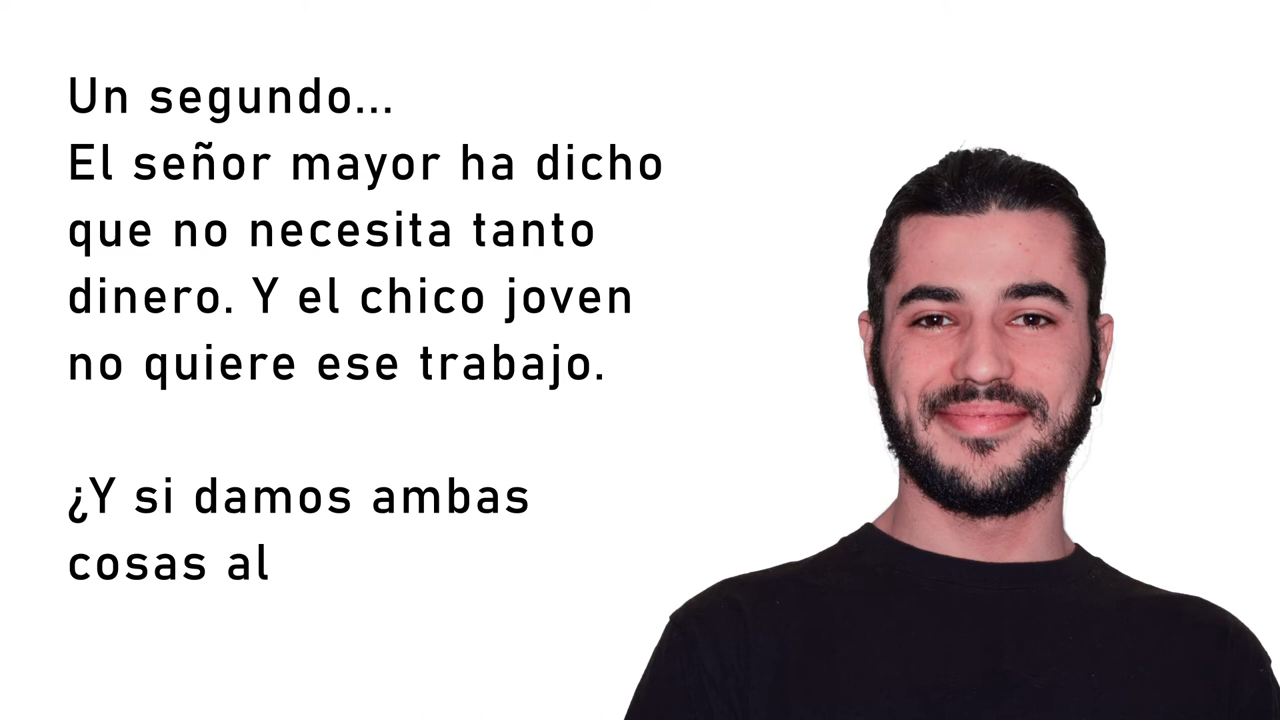 Un segundo...
El señor mayor ha dicho
que no necesita tanto
dinero. Y el chico joven
no quiere ese trabajo.
¿Y si damos ambas
cosas al